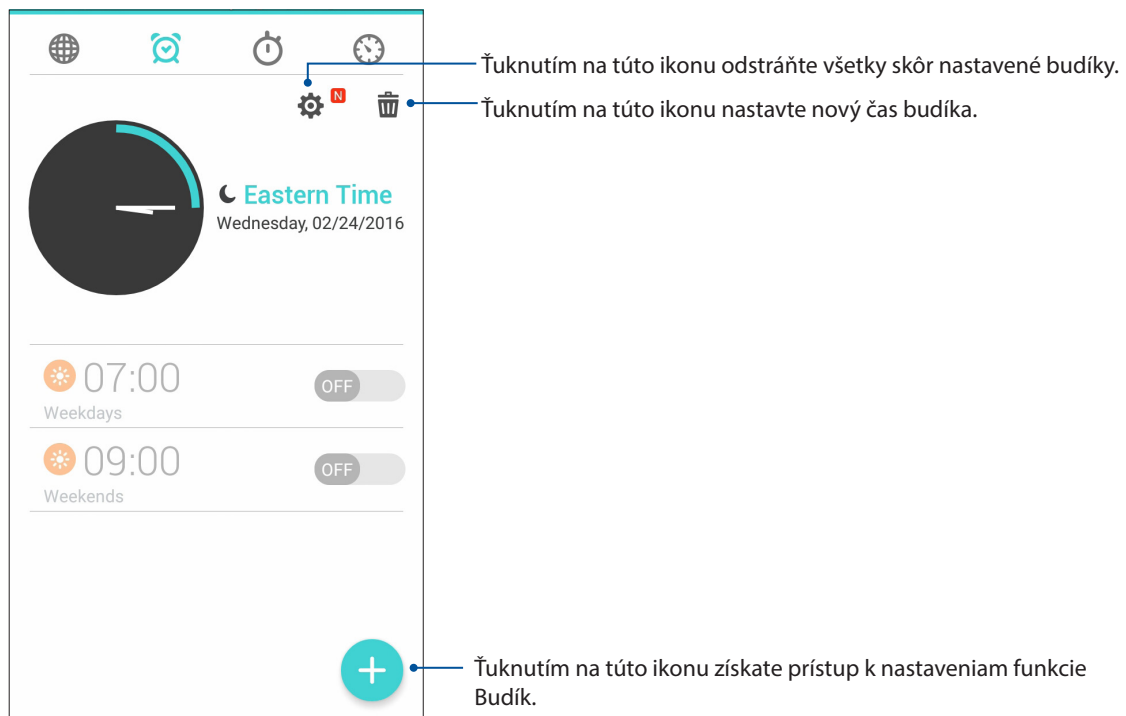 Ťuknutím na túto ikonu odstráňte všetky skôr nastavené budíky.
N
Ťuknutím na túto ikonu nastavte nový čas budíka.
Eastern Time
Wednesday, 02/24/2016
07:00
OFF
Weekdays
09:00
OFF
Weekends
Ťuknutím na túto ikonu získate prístup k nastaveniam funkcie
Budík.